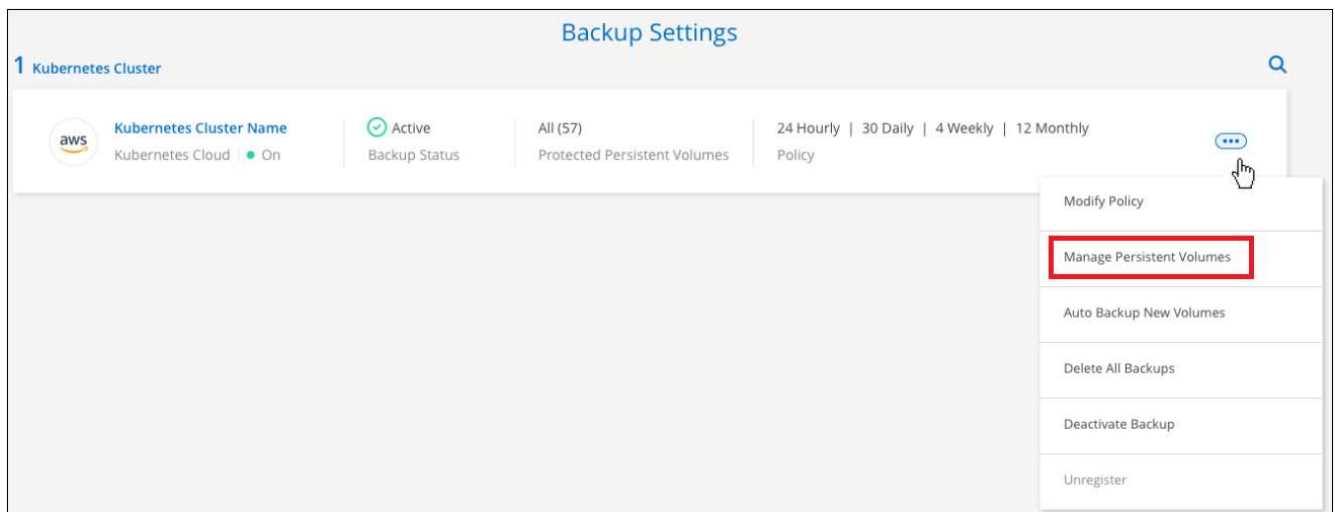 Backup Settings
1 Kubernetes Cluster
aws
Kubernetes Cluster Name
Kubernetes Cloud On
Active
Backup Status
All (57)
Protected Persistent Volumes
24 Hourly | 30 Daily | 4 Weekly | 12 Monthly
Policy
Modify Policy
Manage Persistent Volumes
Auto Backup New Volumes
Delete All Backups
Deactivate Backup
Unregister